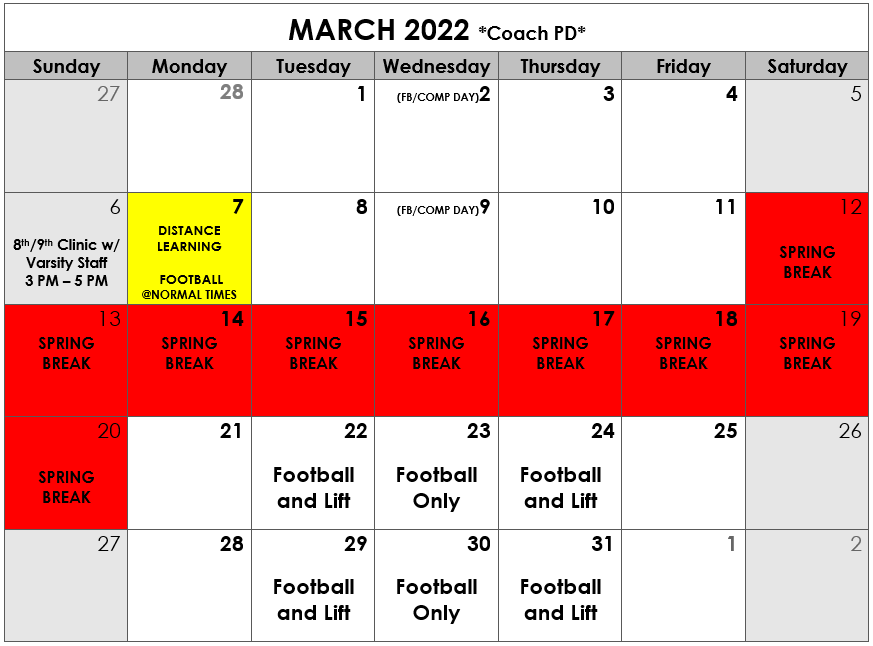 MARCH 2022 *Coach PD*
Sunday Monday Tuesday Wednesday Thursday Friday Saturday
27 28 1 (FB/COMP DAY)2 3 4 5
6 7 8 (FB/COMP DAY)9 10 11 12
8th/9th Clinic w/
Varsity Staff
3 PM – 5 PM
DISTANCE
LEARNING
FOOTBALL
@NORMAL TIMES
SPRING
BREAK
13 14 15 16 17 18 19
SPRING SPRING SPRING SPRING SPRING SPRING SPRING
BREAK BREAK BREAK BREAK BREAK BREAK BREAK
20 21 22 23 24 25 26
SPRING
BREAK
Football Football Football
and Lift Only and Lift
27 28 29 30 31 1 2
Football Football Football
and Lift Only and Lift